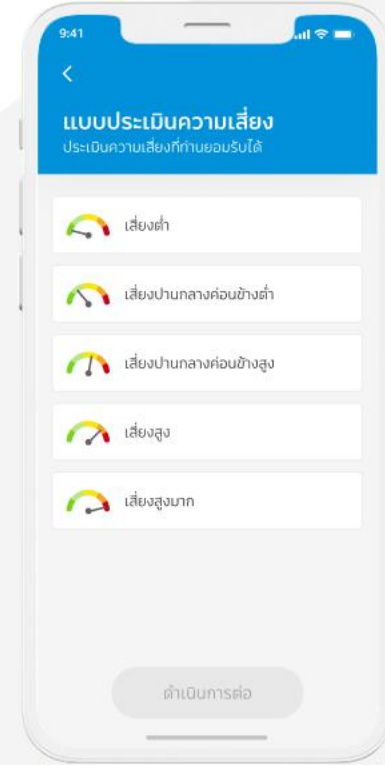 9:41
แบบประเมินความเสี่ยง
ประเมินความเสี่ยงที่ท่านยอมรับได้
เสี่ยงต่ำ
เสี่ยงปานกลางค่อนข้างต่ำ
เสี่ยงปานกลางค่อนข้างสูง
เสี่ยงสูง
เสี่ยงสูงมาก
ดำเนินการต่อ